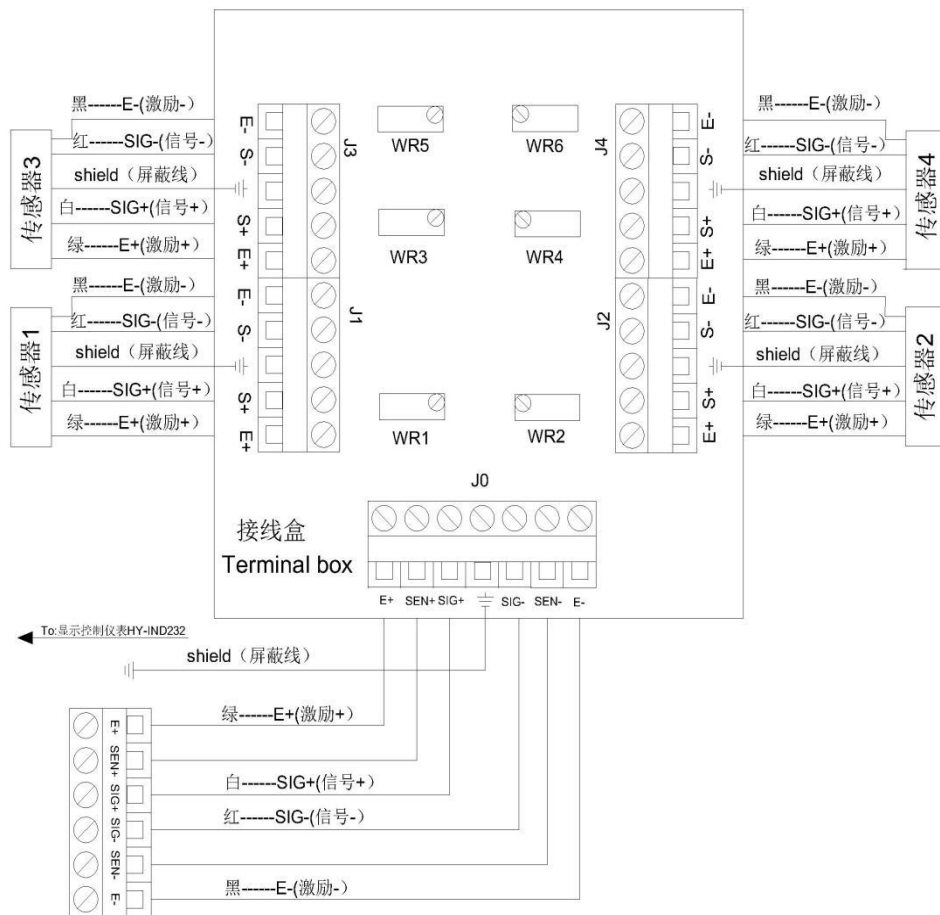 黑------E-(激励-)
红------SIG-(信号-)
shield（屏蔽线）
白------SIG+(信号+)
绿------E+(激励+)
传感器3
黑------E-(激励-)
红------SIG-(信号-)
shield（屏蔽线）
白------SIG+(信号+)
绿------E+(激励+)
传感器1
E-
S-
S+
E+
J3
E-
S-
S+
E+
J1
WR5
WR6
WR3
WR4
WR1
WR2
J4
E-
S-
S+
E+
J2
E-
S-
S+
E+
黑------E-(激励-)
红------SIG-(信号-)
shield（屏蔽线）
白------SIG+(信号+)
绿------E+(激励+)
传感器4
黑------E-(激励-)
红------SIG-(信号-)
shield（屏蔽线）
白------SIG+(信号+)
绿------E+(激励+)
传感器2
J0
接线盒
Terminal box
E+ SEN+ SIG+ SIG- SEN- E-
To:显示控制仪表HY-IND232
shield（屏蔽线）
绿------E+(激励+)
白------SIG+(信号+)
红------SIG-(信号-)
黑------E-(激励-)
E+
SEN+
SIG+
SIG-
SEN-
E-